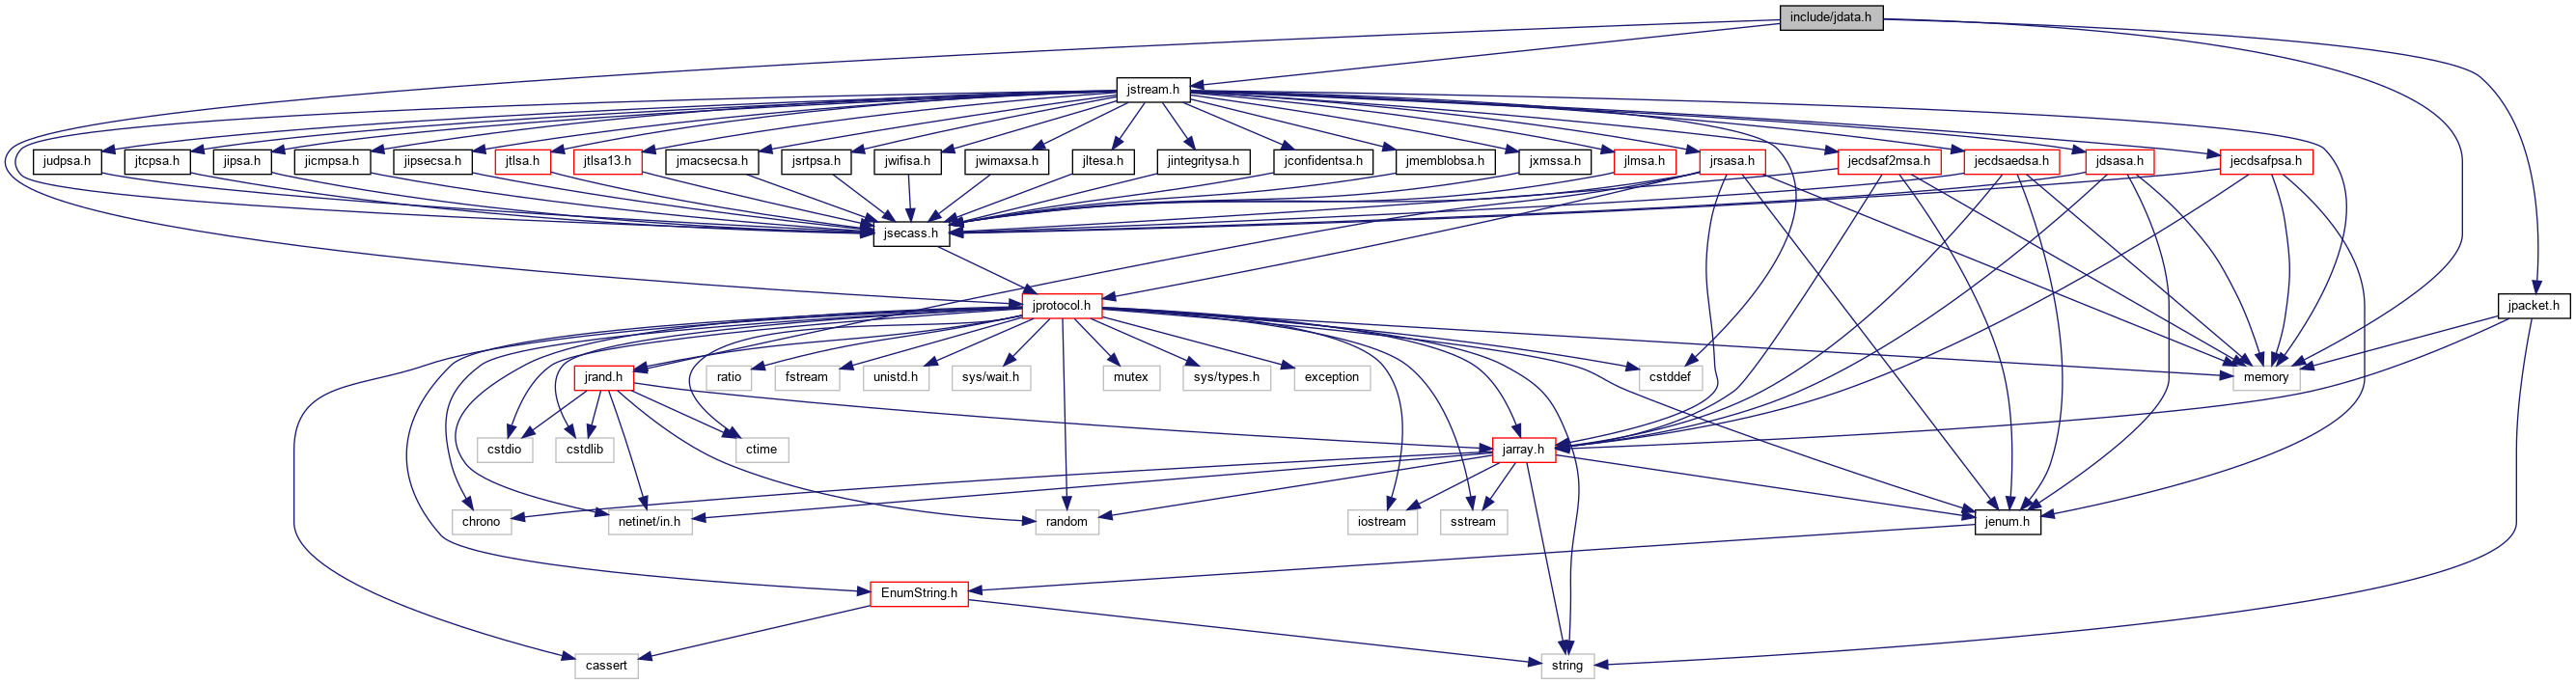 include/jdata.h
jstream.h
judpsa.h
jtcpsa.h
jipsa.h
jicmpsa.h
jipsecsa.h
jtlsa.h
jtlsa13.h
jmacsecsa.h
jsrtpsa.h
jwifisa.h
jwimaxsa.h
jltesa.h
jintegritysa.h
jconfidentsa.h
jmemblobsa.h
jxmssa.h
jlmsa.h
jrsasa.h
jecdsaf2msa.h
jecdsaedsa.h
jdsasa.h
jecdsafpsa.h
jsecass.h
jprotocol.h
jpacket.h
jrand.h
ratio
fstream
unistd.h
sys/wait.h
mutex
sys/types.h
exception
cstddef
memory
cstdio
cstdlib
ctime
jarray.h
chrono
netinet/in.h
random
iostream
sstream
jenum.h
EnumString.h
cassert
string